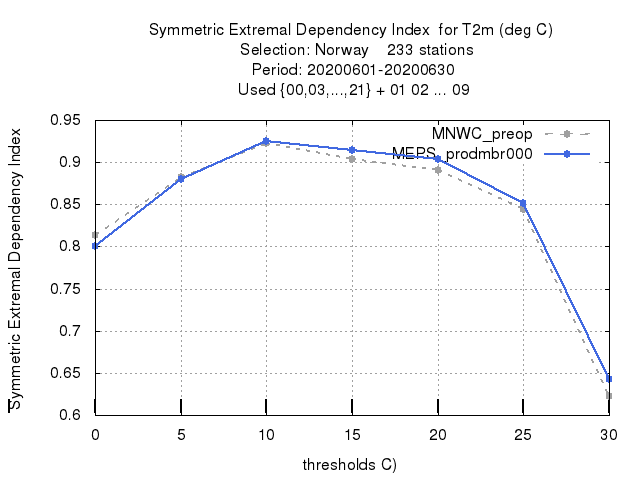 Symmetric Extremal Dependency Index for T2m (deg C)
Selection: Norway 233 stations
Period: 20200601-20200630
Used {00,03,...,21} + 01 02 ... 09
Symmetric Extremal Dependency Index
MNWC_preop
MEPS_prodmbr000
0.95
0.9
0.85
0.8
0.75
0.7
0.65
0.6
0 5 10 15 20 25 30
thresholds C)